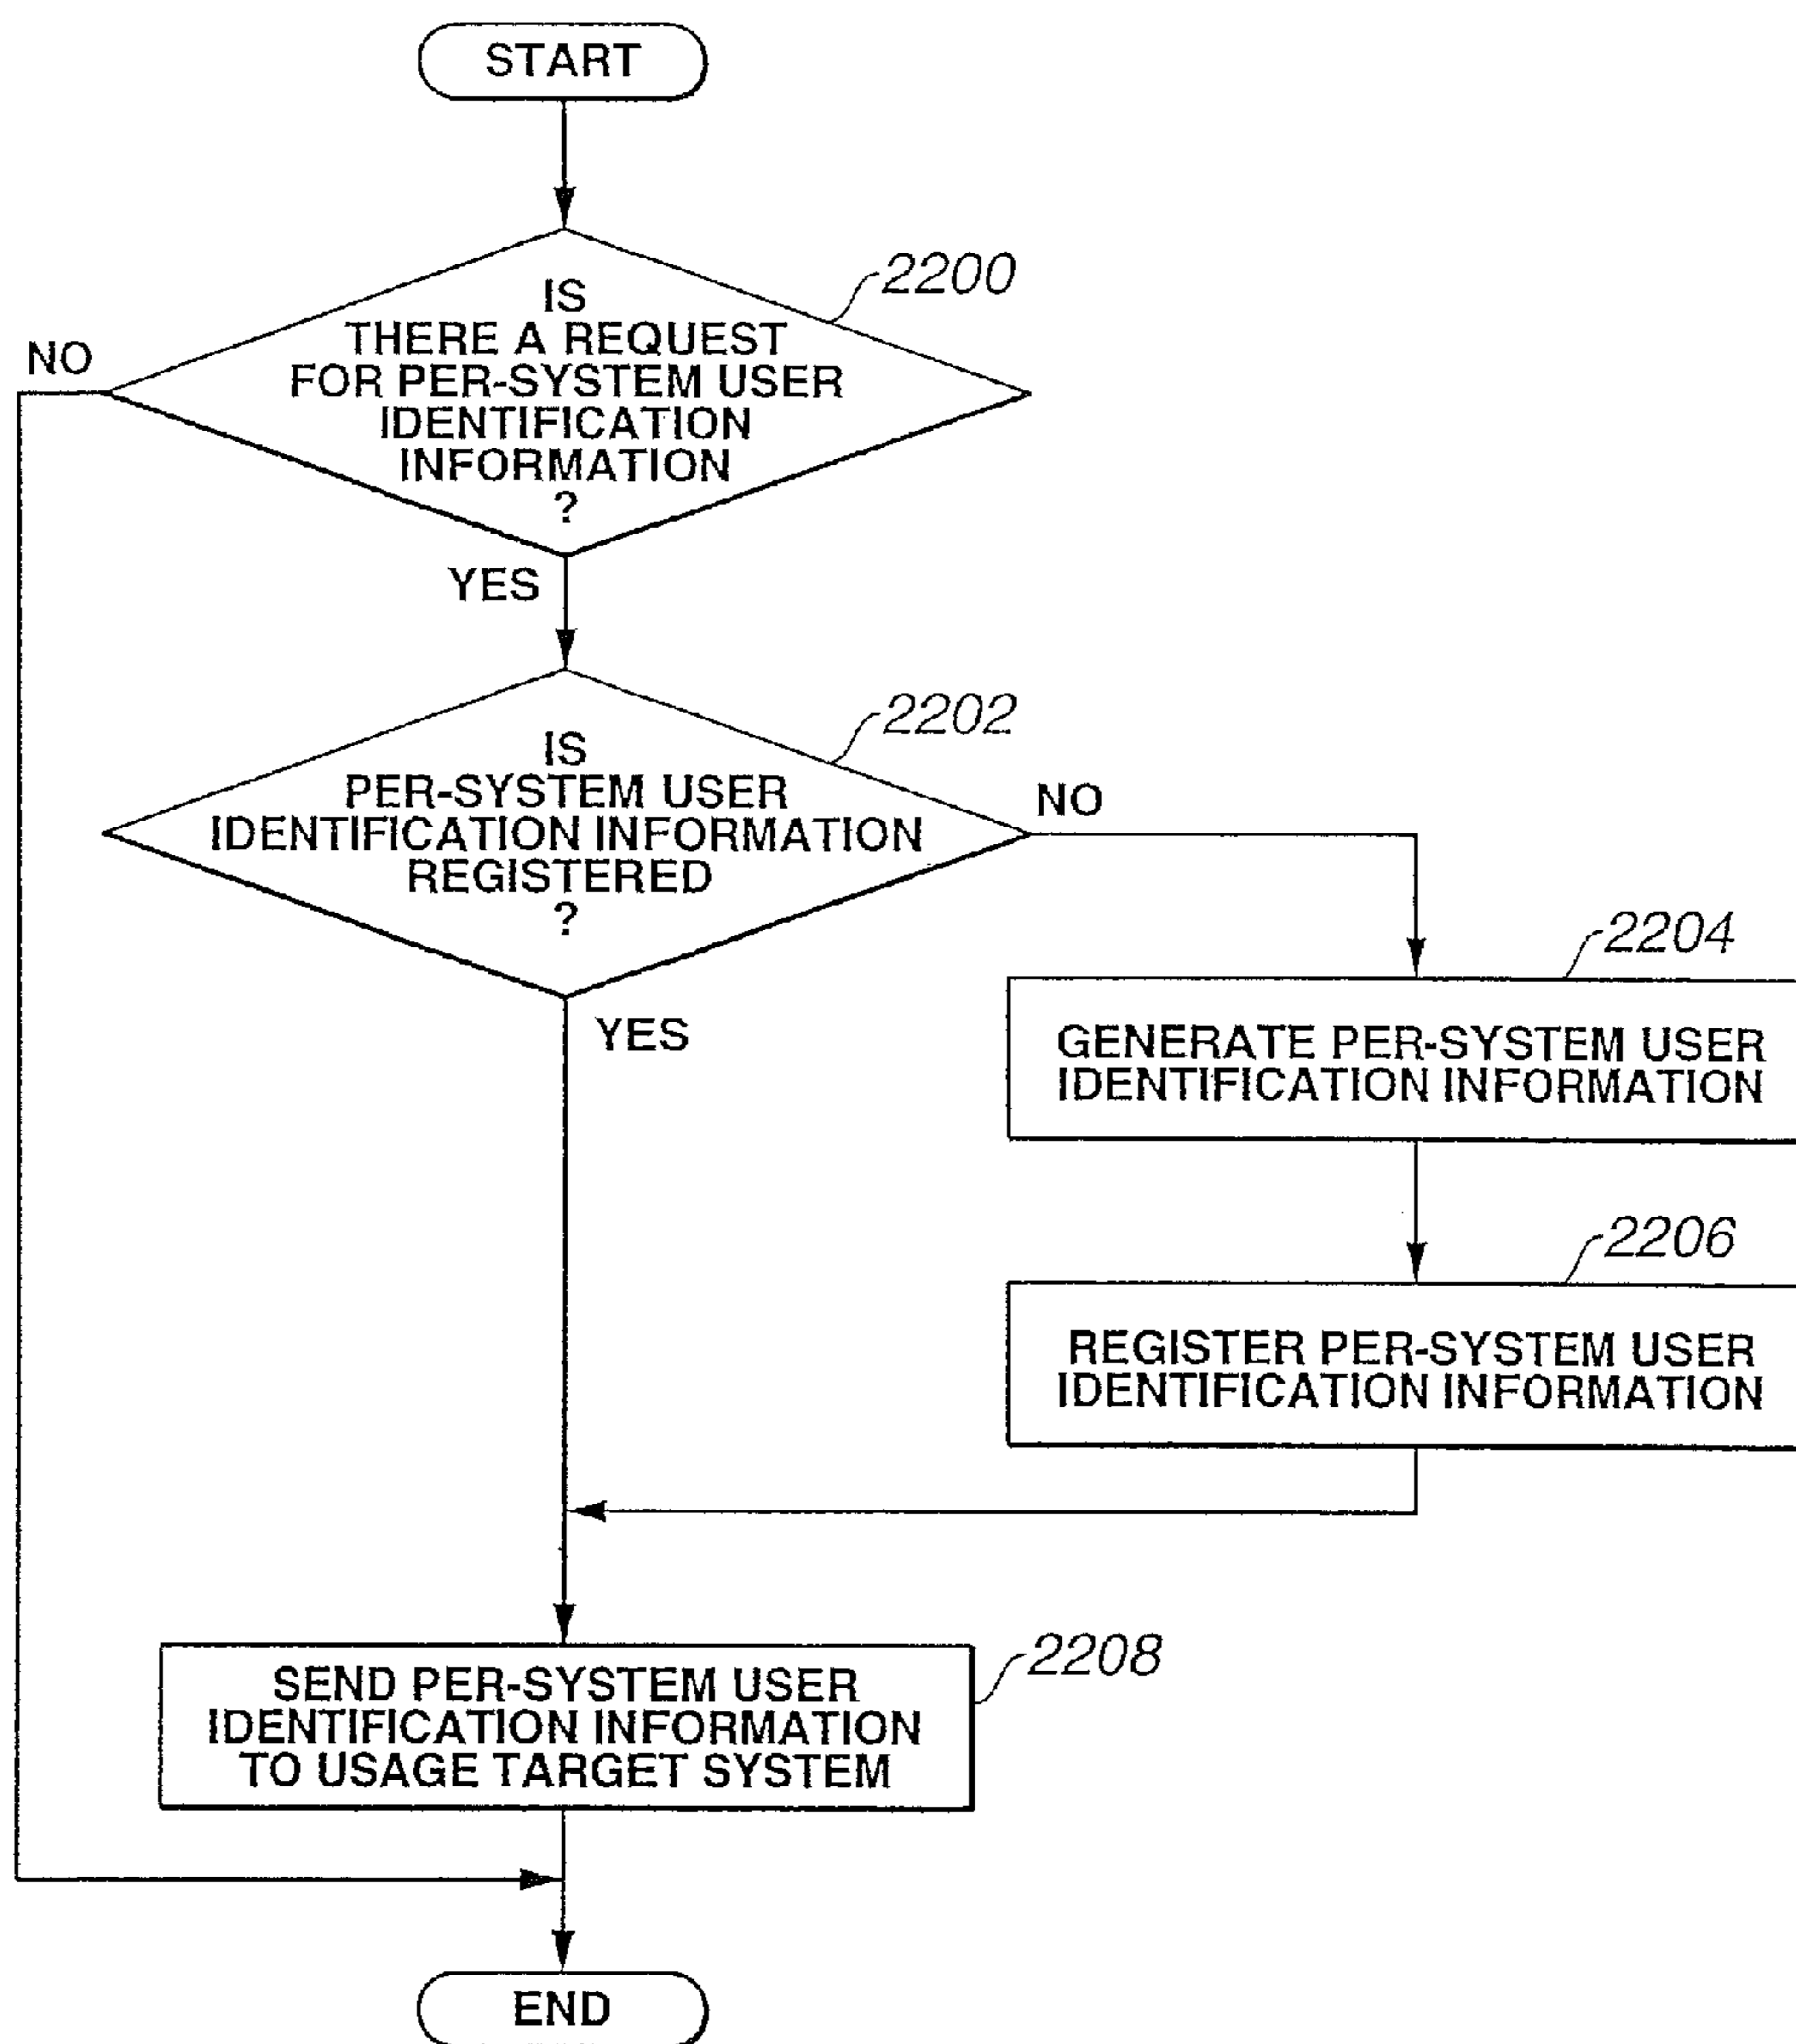 START
2200
IS
THERE A REQUEST
FOR PER-SYSTEM USER
IDENTIFICATION
INFORMATION
?
NO
YES
2202
IS
PER-SYSTEM USER
IDENTIFICATION INFORMATION
REGISTERED
?
NO
YES
2204
GENERATE PER-SYSTEM USER
IDENTIFICATION INFORMATION
2206
REGISTER PER-SYSTEM USER
IDENTIFICATION INFORMATION
2208
SEND PER-SYSTEM USER
IDENTIFICATION INFORMATION
TO USAGE TARGET SYSTEM
END